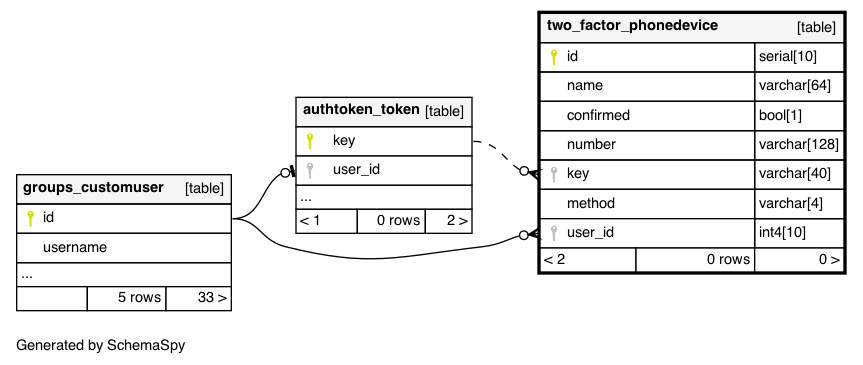 two_factor_phonedevice [table]
id serial[10]
name varchar[64]
confirmed bool[1]
number varchar[128]
key varchar[40]
method varchar[4]
user_id int4[10]
< 2 0 rows 0 >
authtoken_token [table]
key
user_id
...
< 1 0 rows 2 >
groups_customuser [table]
id
username
...
5 rows 33 >
Generated by SchemaSpy